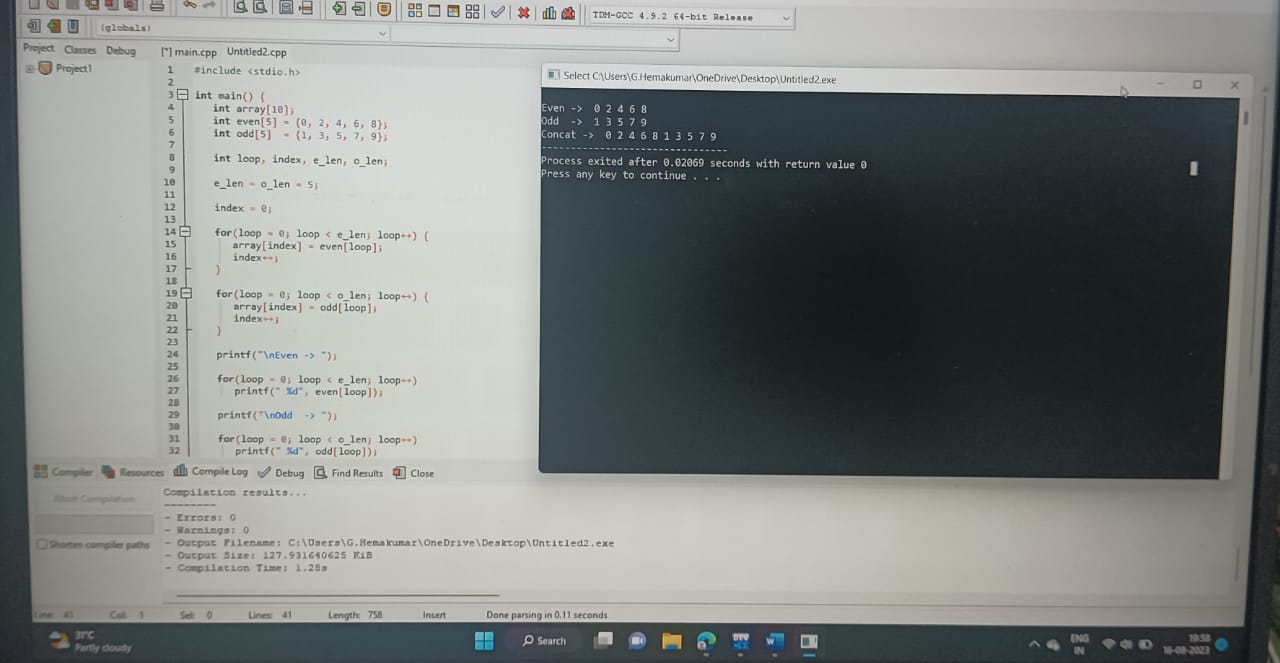 TDM-GCC 4.9.2 64-bit Release
(globals)
Project Classes Debug
[*] main.cpp Untitled2.cpp
Project1
1 #include <stdio.h>
2
3 int main() {
4 int array[10];
5 int even[5] = {0, 2, 4, 6, 8};
6 int odd[5]  = {1, 3, 5, 7, 9};
7
8 int loop, index, e_len, o_len;
9
10 e_len = o_len = 5;
11
12 index = 0;
13
14 for(loop = 0; loop < e_len; loop++) {
15 array[index] = even[loop];
16 index++;
17 }
18
19 for(loop = 0; loop < o_len; loop++) {
20 array[index] = odd[loop];
21 index++;
22 }
23
24 printf("\nEven -> ");
25
26 for(loop = 0; loop < e_len; loop++)
27 printf(" %d", even[loop]);
28
29 printf("\nOdd  -> ");
30
31 for(loop = 0; loop < o_len; loop++)
32 printf(" %d", odd[loop]);
Select C:\Users\G.Hemakumar\OneDrive\Desktop\Untitled2.exe
Even ->  0 2 4 6 8
Odd  ->  1 3 5 7 9
Concat ->  0 2 4 6 8 1 3 5 7 9
--------------------------------
Process exited after 0.02069 seconds with return value 0
Press any key to continue . . .
Compiler Resources Compile Log Debug Find Results Close
Abort Compilation
Shorten compiler paths
Compilation results...
--------
- Errors: 0
- Warnings: 0
- Output Filename: C:\Users\G.Hemakumar\OneDrive\Desktop\Untitled2.exe
- Output Size: 127.931640625 KiB
- Compilation Time: 1.28s
Line: 41 Col: 1 Sel: 0 Lines: 41 Length: 758 Insert Done parsing in 0.11 seconds
31°C
Partly cloudy
Search
DEV
W
ENG
IN
19:58
16-08-2023